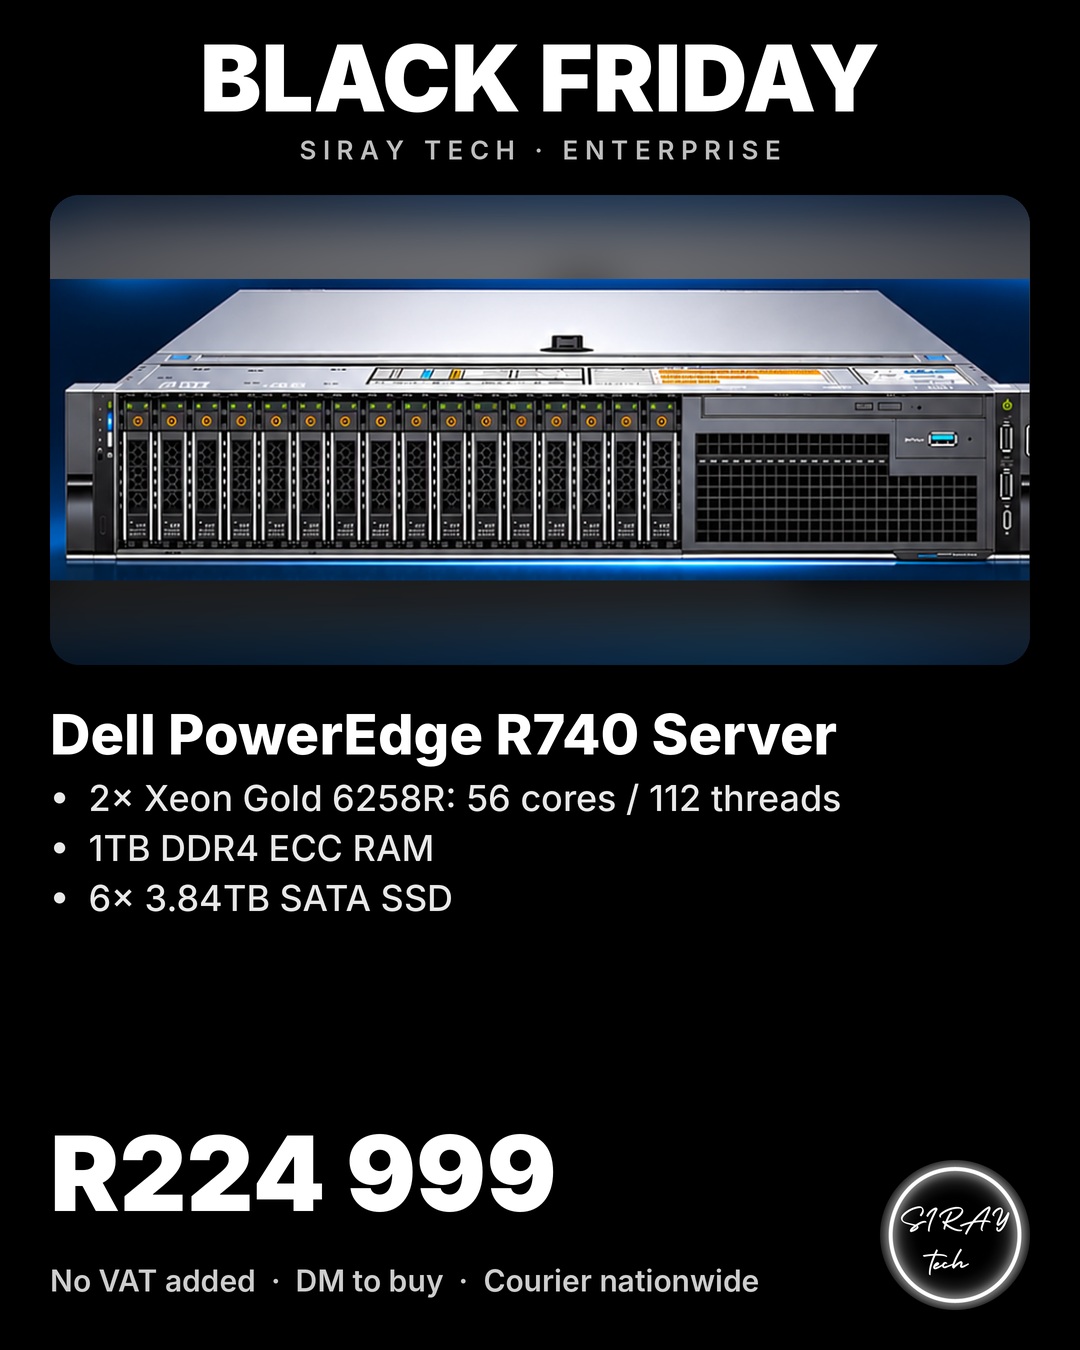 BLACK FRIDAY
SIRAY TECH · ENTERPRISE
Dell PowerEdge R740 Server
• 2× Xeon Gold 6258R: 56 cores / 112 threads
• 1TB DDR4 ECC RAM
• 6× 3.84TB SATA SSD
R224 999
No VAT added · DM to buy · Courier nationwide
SIRAY
tech